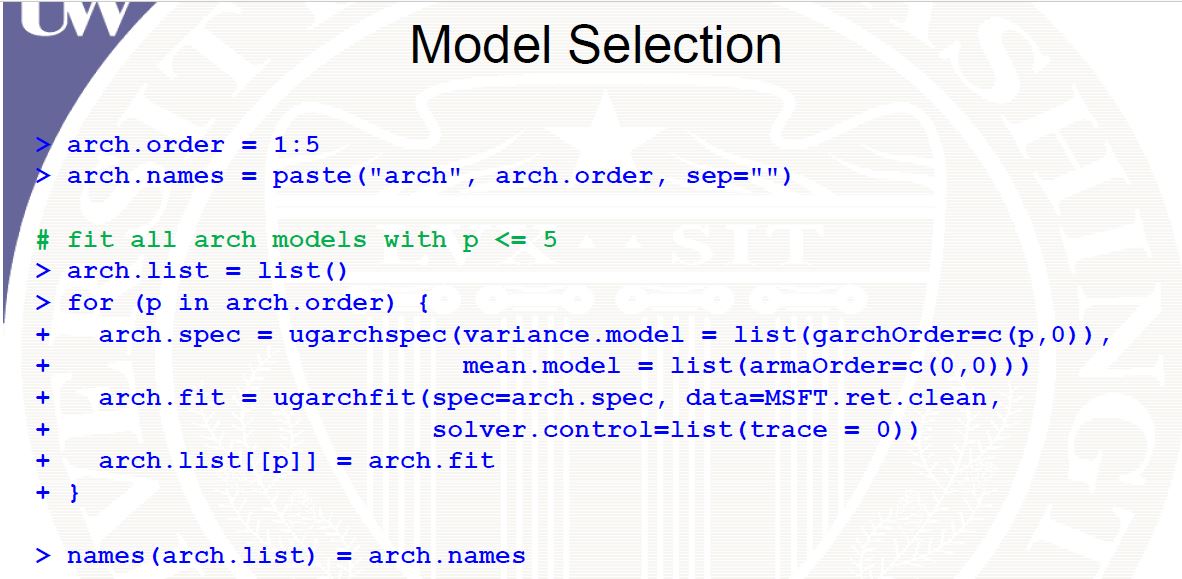 UW
Model Selection
> arch.order = 1:5
> arch.names = paste("arch", arch.order, sep="")
# fit all arch models with p <= 5
> arch.list = list()
> for (p in arch.order) {
+   arch.spec = ugarchspec(variance.model = list(garchOrder=c(p,0)),
+                          mean.model = list(armaOrder=c(0,0)))
+   arch.fit = ugarchfit(spec=arch.spec, data=MSFT.ret.clean,
+                        solver.control=list(trace = 0))
+   arch.list[[p]] = arch.fit
+ }
> names(arch.list) = arch.names